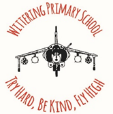 Wittering Primary School
Try Hard, Be Kind, Fly High